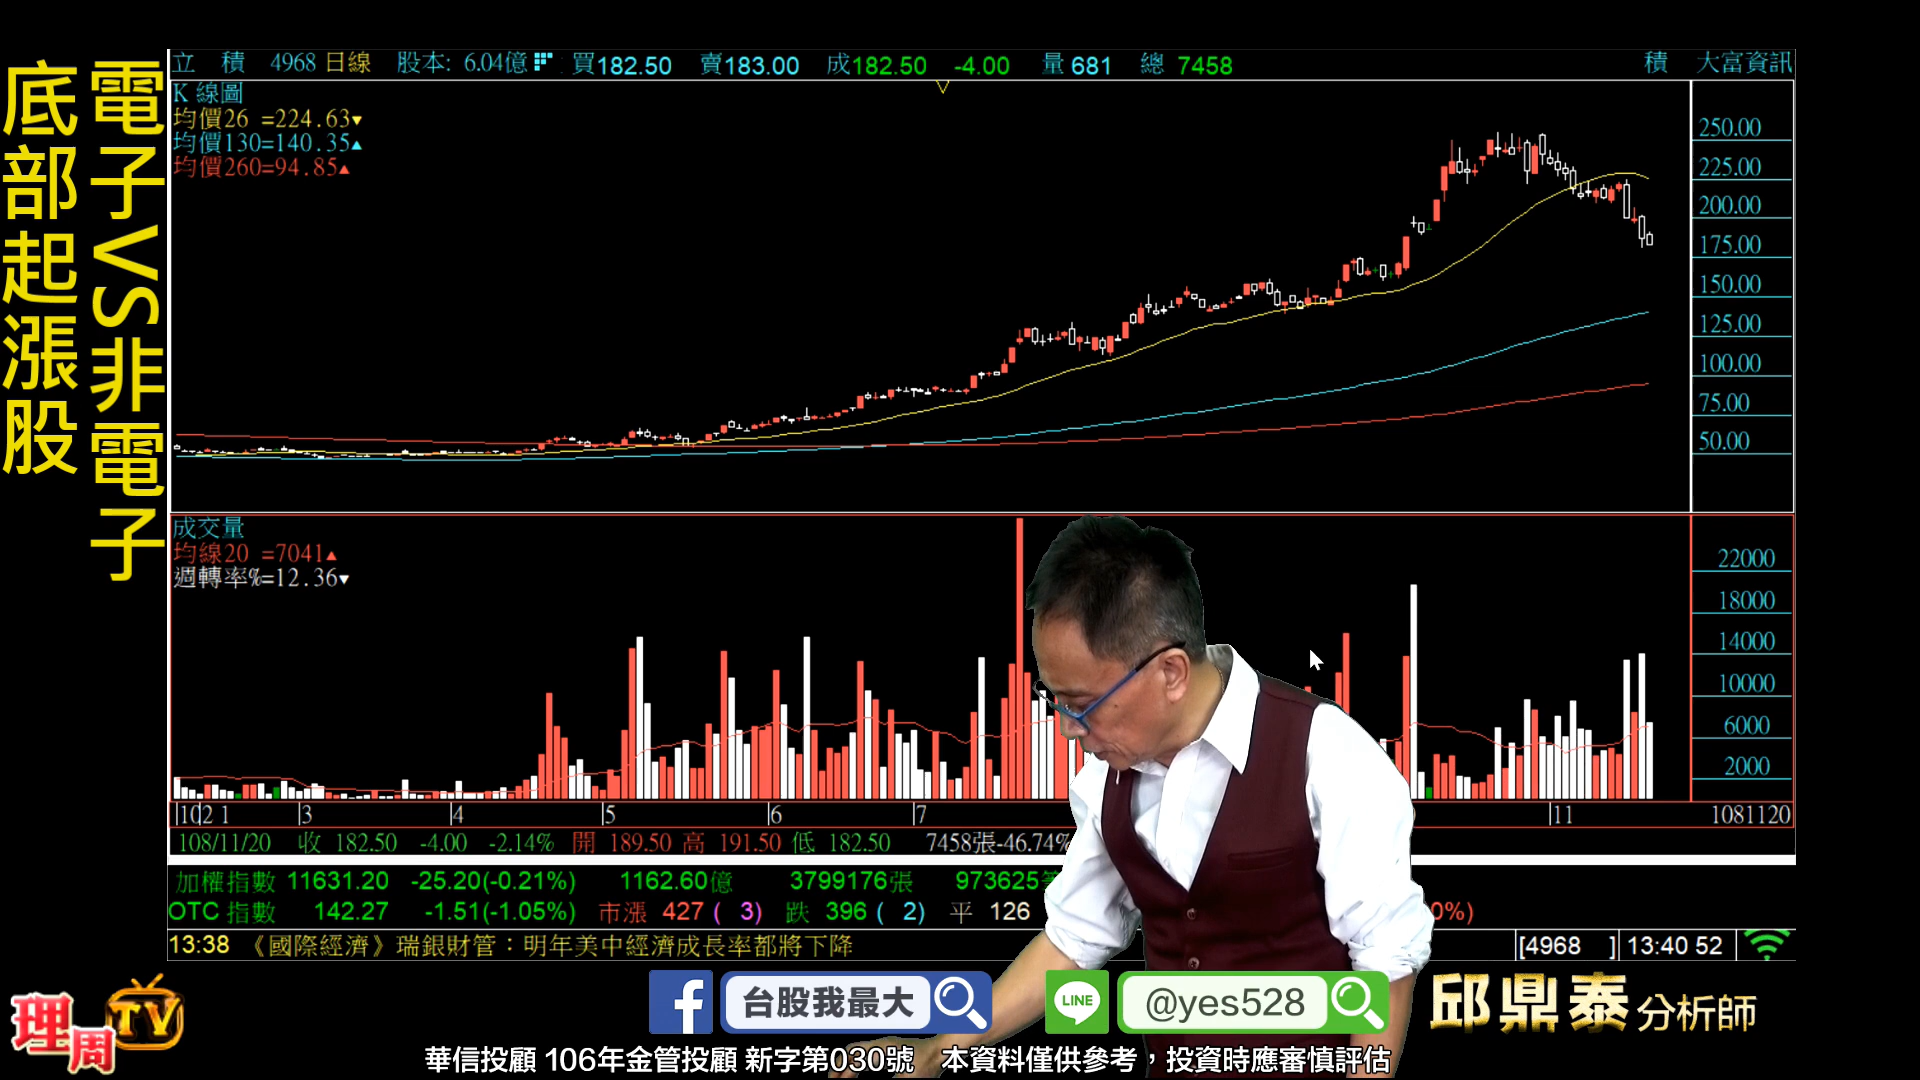 電子VS非電子
底部起漲股
立 積 4968 日線 股本: 6.04億 買182.50 賣183.00 成182.50 -4.00 量 681 總 7458 積 大富資訊
K 線圖
均價26 =224.63▼
均價130=140.35▲
均價260=94.85▲
250.00
225.00
200.00
175.00
150.00
125.00
100.00
75.00
50.00
成交量
均線20 =7041▲
週轉率%=12.36▼
22000
18000
14000
10000
6000
2000
102 1 3 4 5 6 7 11 1081120
108/11/20 收 182.50 -4.00 -2.14% 開 189.50 高 191.50 低 182.50 7458張-46.74%
加權指數 11631.20 -25.20(-0.21%) 1162.60億 3799176張 973625
OTC 指數 142.27 -1.51(-1.05%) 市漲 427 ( 3) 跌 396 ( 2) 平 126 0%)
13:38 《國際經濟》瑞銀財管：明年美中經濟成長率都將下降 [4968 ] 13:40 52
理周TV
f 台股我最大 LINE @yes528 邱鼎泰 分析師
華信投顧 106年金管投顧 新字第030號 本資料僅供參考，投資時應審慎評估